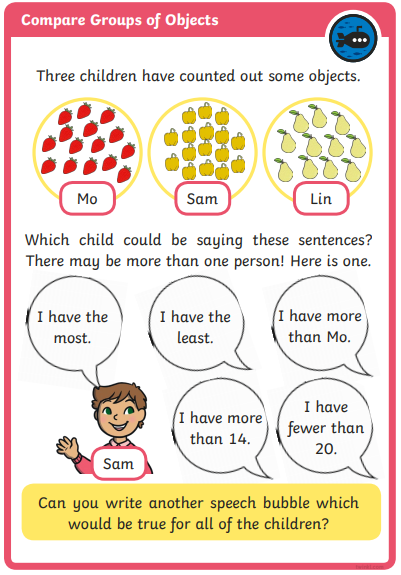 Compare Groups of Objects
Three children have counted out some objects.
Mo
Sam
Lin
Which child could be saying these sentences?
There may be more than one person! Here is one.
I have the
most.
I have the
least.
I have more
than Mo.
Sam
I have more
than 14.
I have
fewer than
20.
Can you write another speech bubble which
would be true for all of the children?